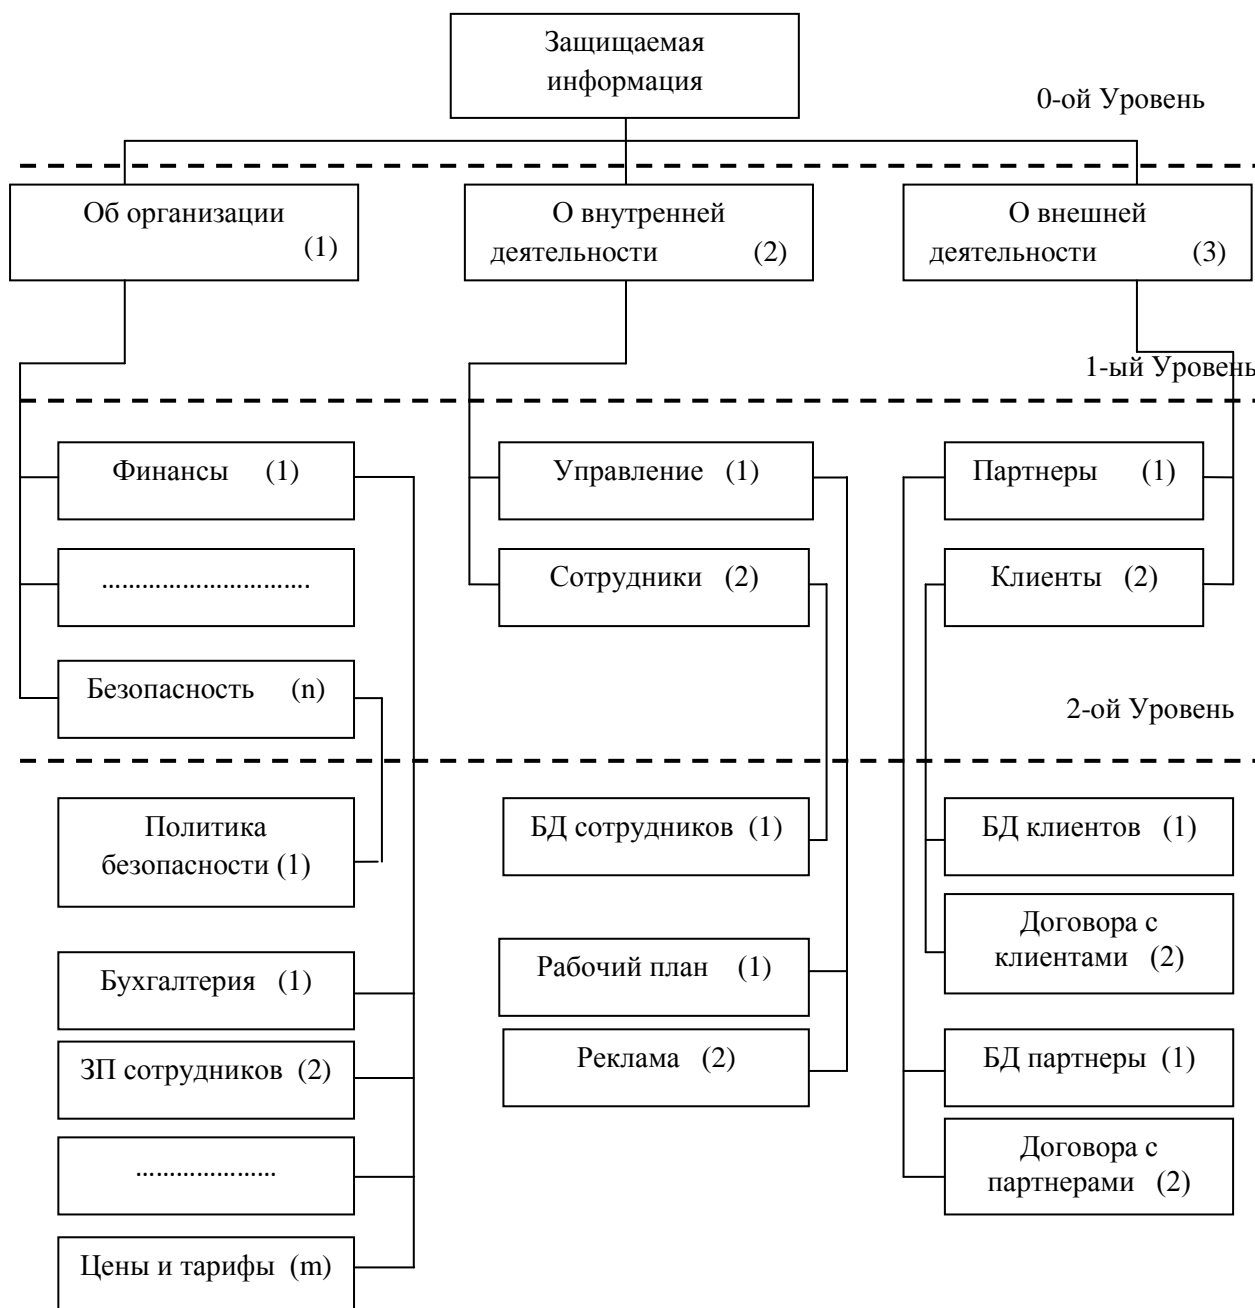 Защищаемая
информация
0-ой Уровень
Об организации
(1)
О внутренней
деятельности (2)
О внешней
деятельности (3)
1-ый Уровень
Финансы (1)
Управление (1)
Партнеры (1)
................................
Сотрудники (2)
Клиенты (2)
Безопасность (n)
2-ой Уровень
Политика
безопасности (1)
БД сотрудников (1)
БД клиентов (1)
Договора с
клиентами (2)
Бухгалтерия (1)
Рабочий план (1)
ЗП сотрудников (2)
Реклама (2)
БД партнеры (1)
.....................
Договора с
партнерами (2)
Цены и тарифы (m)